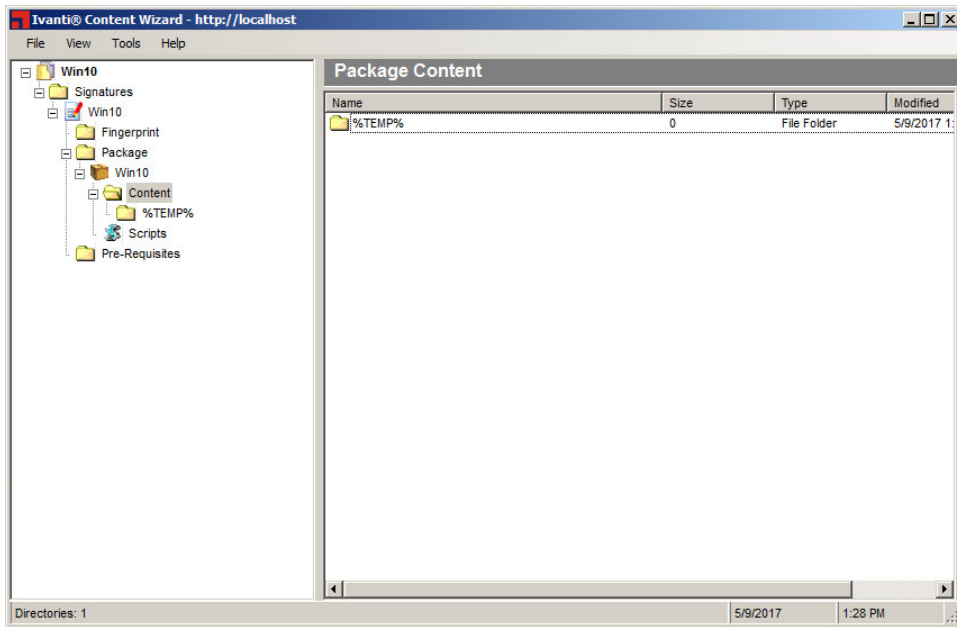 Ivanti® Content Wizard - http://localhost
File View Tools Help
Win10
Signatures
Win10
Fingerprint
Package
Win10
Content
%TEMP%
Scripts
Pre-Requisites
Package Content
Name Size Type Modified
%TEMP% 0 File Folder 5/9/2017 1:
Directories: 1 5/9/2017 1:28 PM